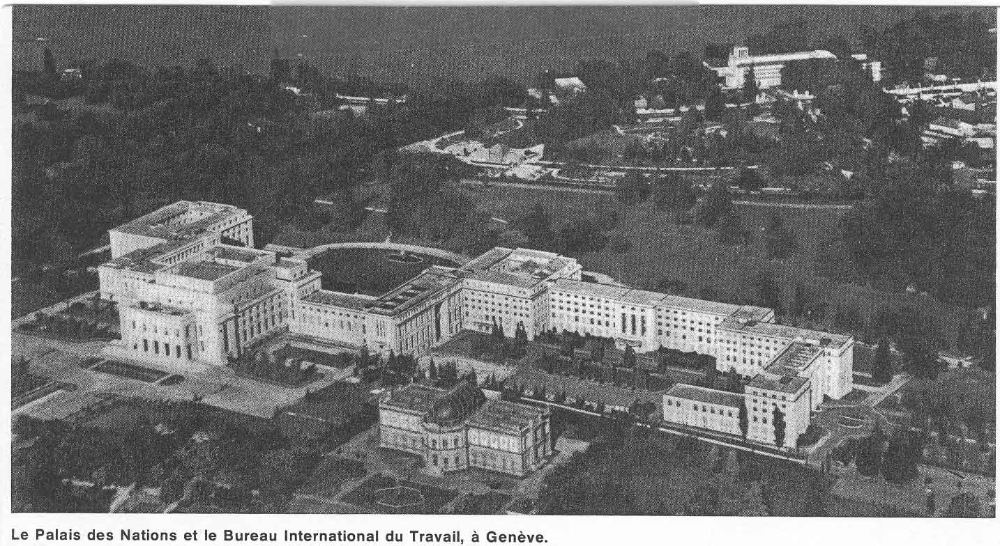 Le Palais des Nations et le Bureau International du Travail, à Genève.